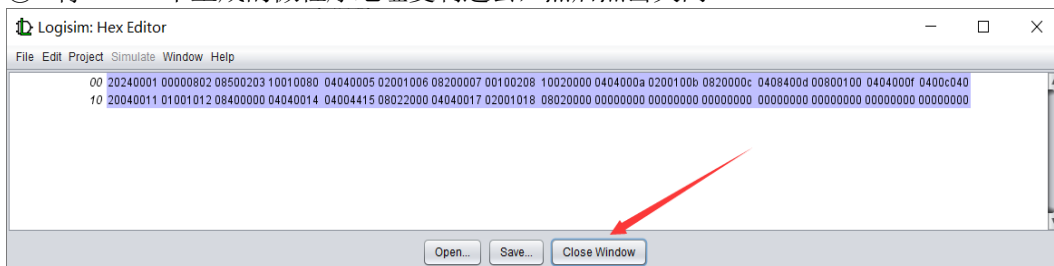 Logisim: Hex Editor
File Edit Project Simulate Window Help
00 20240001 00000802 08500203 10010080 04040005 02001006 08200007 00100208 10020000 0404000a 0200100b 0820000c 0408400d 00800100 0404000f 0400c040
10 20040011 01001012 08400000 04040014 04004415 08022000 04040017 02001018 08020000 00000000 00000000 00000000 00000000 00000000 00000000 00000000
Open... Save... Close Window